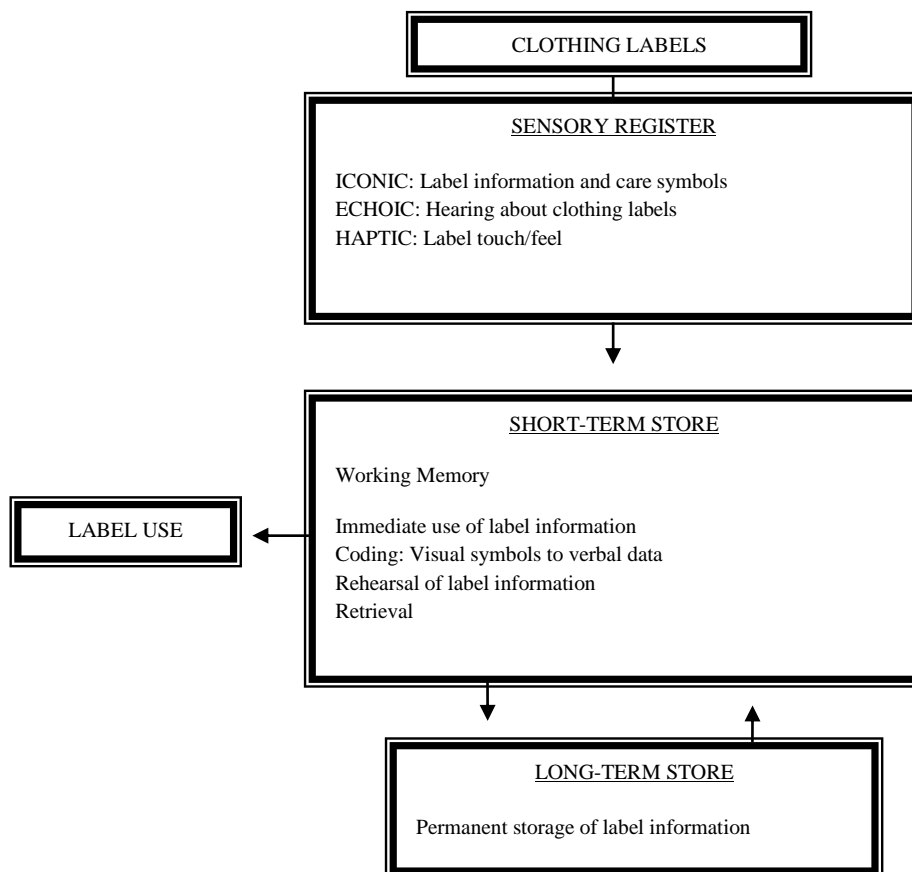 CLOTHING LABELS
SENSORY REGISTER
ICONIC: Label information and care symbols
ECHOIC: Hearing about clothing labels
HAPTIC: Label touch/feel
SHORT-TERM STORE
Working Memory
LABEL USE
Immediate use of label information
Coding: Visual symbols to verbal data
Rehearsal of label information
Retrieval
LONG-TERM STORE
Permanent storage of label information